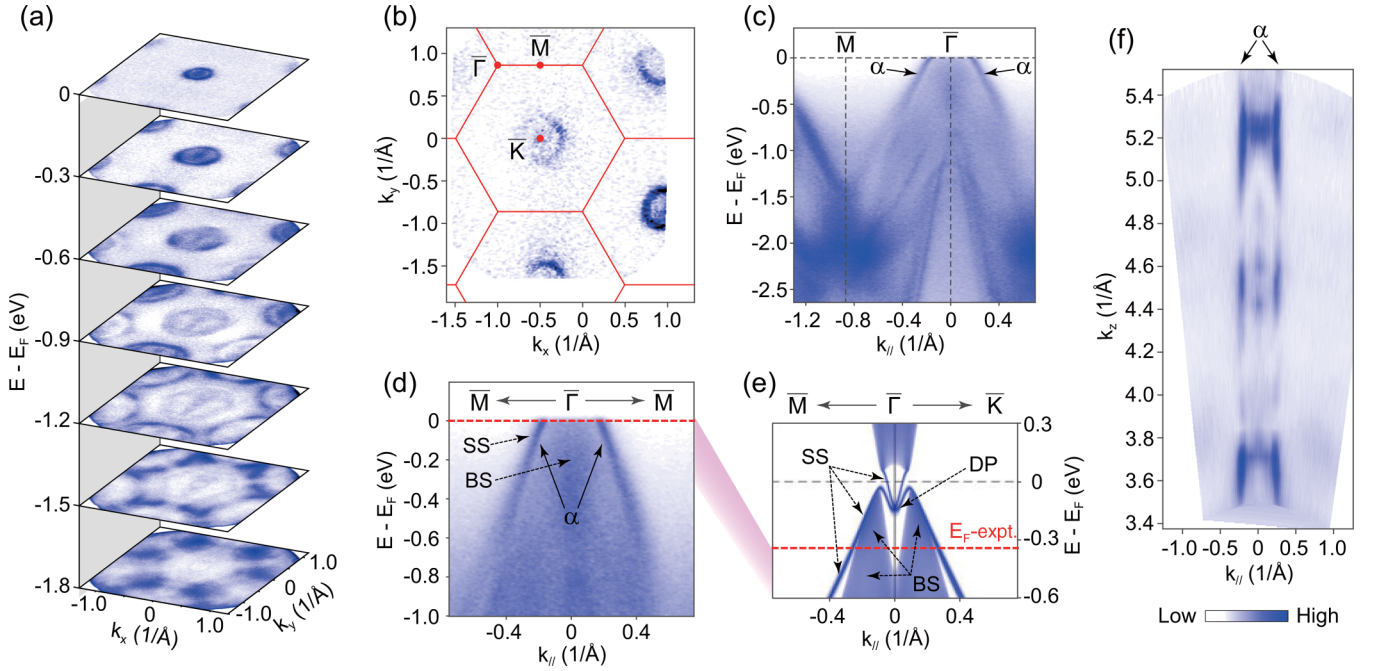 (a)
0
-0.3
-0.6
-0.9
-1.2
-1.5
-1.8
E - E_F (eV)
-1.0
0
1.0
k_x (1/Å)
-1.0
0
1.0
k_y (1/Å)
(b)
1.0
0.5
0
-0.5
-1.0
-1.5
k_y (1/Å)
Γ̅
M̅
K̅
-1.5
-1.0
-0.5
0
0.5
1.0
k_x (1/Å)
(c)
M̅
Γ̅
α
α
0
-0.5
-1.0
-1.5
-2.0
-2.5
E - E_F (eV)
-1.2
-0.8
-0.4
0
0.4
k_// (1/Å)
(d)
M̅
Γ̅
M̅
SS
BS
α
0
-0.2
-0.4
-0.6
-0.8
-1.0
E - E_F (eV)
-0.4
0
0.4
k_// (1/Å)
(e)
M̅
Γ̅
K̅
SS
DP
E_F-expt.
BS
0.3
0
-0.3
-0.6
E - E_F (eV)
-0.4
0
0.4
k_// (1/Å)
(f)
α
5.4
5.2
5.0
4.8
4.6
4.4
4.2
4.0
3.8
3.6
3.4
k_z (1/Å)
-1.0
-0.5
0
0.5
1.0
k_// (1/Å)
Low
High